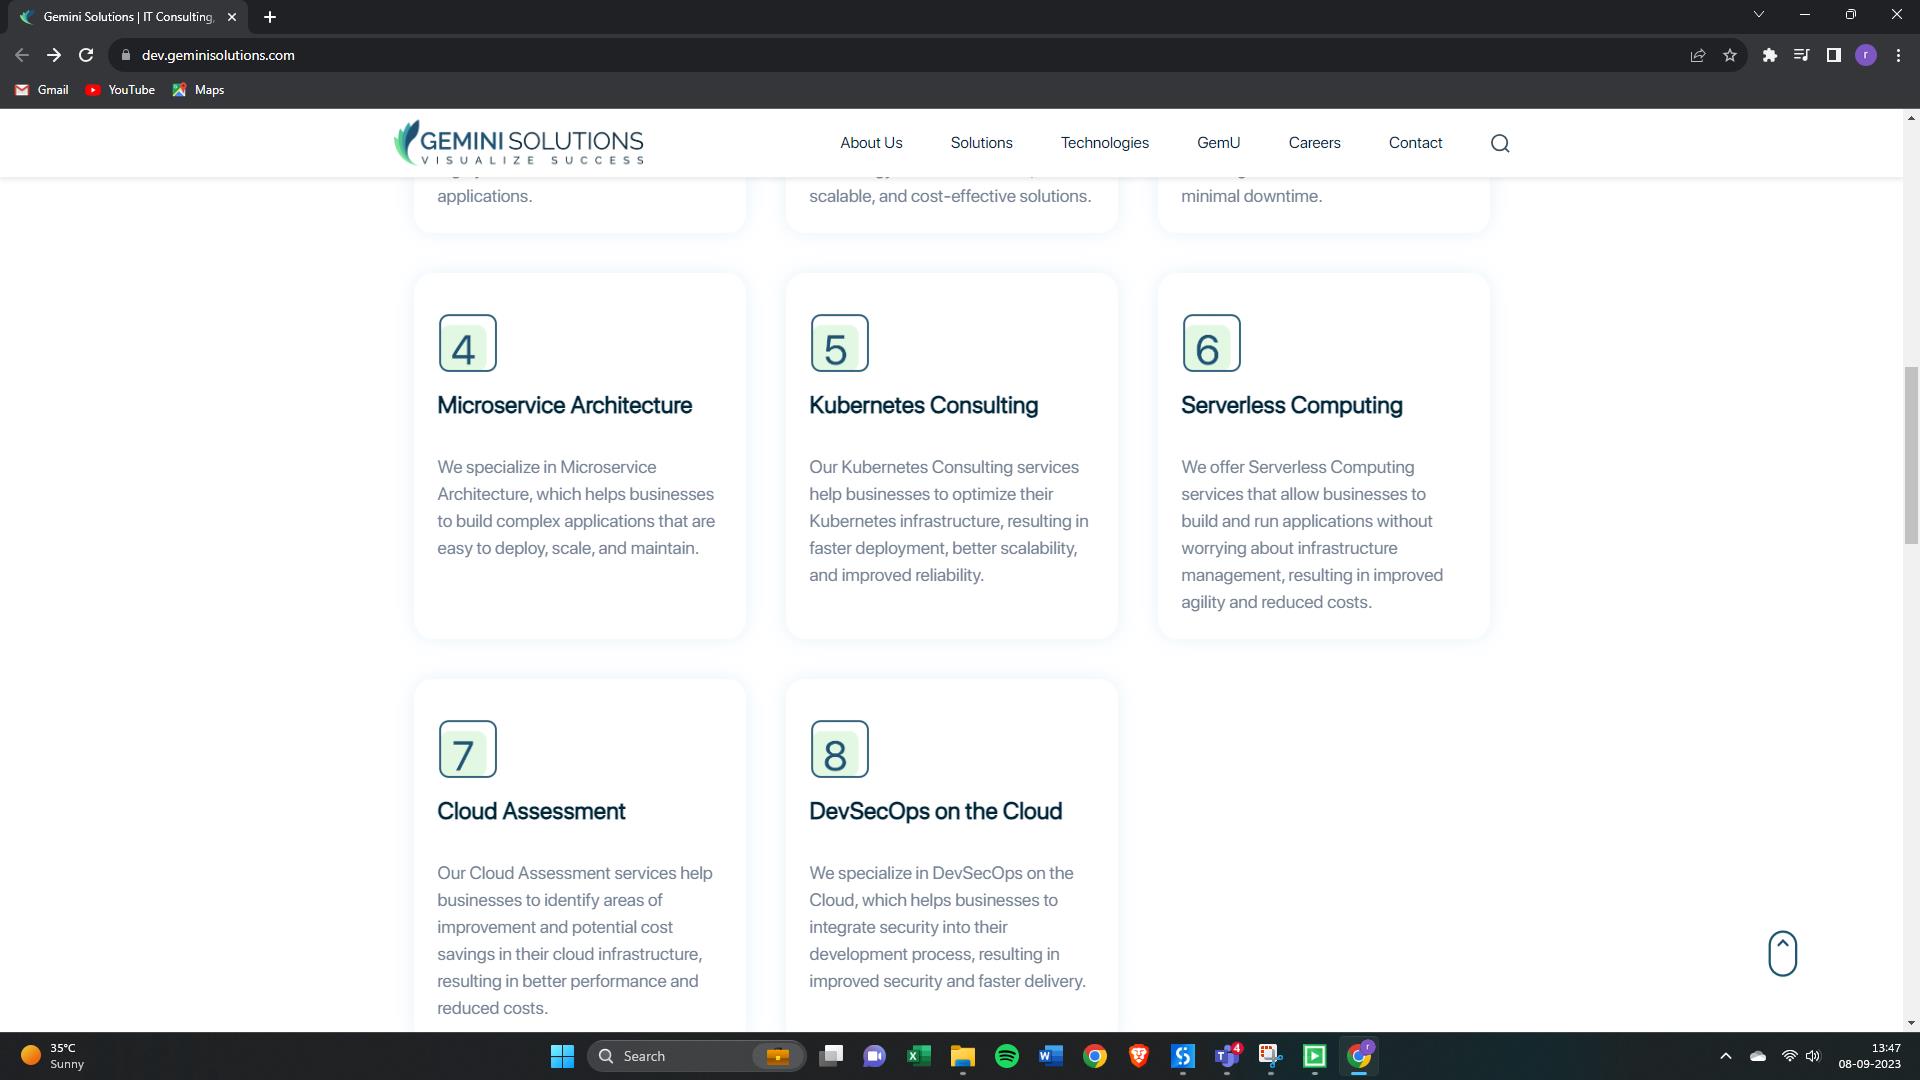 Gemini Solutions | IT Consulting,
dev.geminisolutions.com
r
Gmail YouTube Maps
GEMINI SOLUTIONS
VISUALIZE SUCCESS
About Us Solutions Technologies GemU Careers Contact
applications.
scalable, and cost-effective solutions.
minimal downtime.
4
Microservice Architecture
We specialize in Microservice
Architecture, which helps businesses
to build complex applications that are
easy to deploy, scale, and maintain.
5
Kubernetes Consulting
Our Kubernetes Consulting services
help businesses to optimize their
Kubernetes infrastructure, resulting in
faster deployment, better scalability,
and improved reliability.
6
Serverless Computing
We offer Serverless Computing
services that allow businesses to
build and run applications without
worrying about infrastructure
management, resulting in improved
agility and reduced costs.
7
Cloud Assessment
Our Cloud Assessment services help
businesses to identify areas of
improvement and potential cost
savings in their cloud infrastructure,
resulting in better performance and
reduced costs.
8
DevSecOps on the Cloud
We specialize in DevSecOps on the
Cloud, which helps businesses to
integrate security into their
development process, resulting in
improved security and faster delivery.
35°C
Sunny
Search
4
13:47
08-09-2023